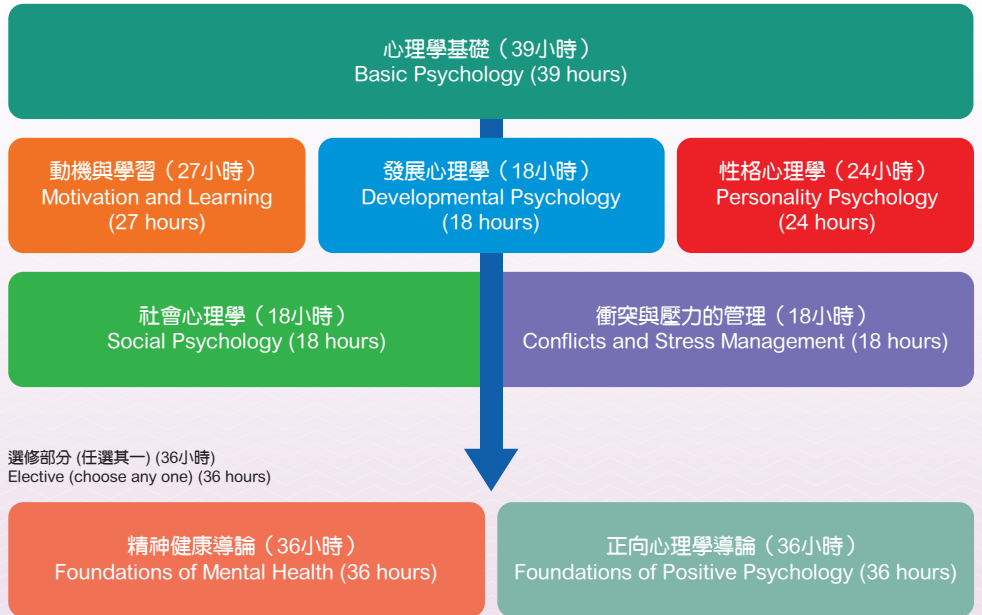 心理學基礎（39小時）
Basic Psychology (39 hours)
動機與學習（27小時）
Motivation and Learning
(27 hours)
發展心理學（18小時）
Developmental Psychology
(18 hours)
性格心理學（24小時）
Personality Psychology
(24 hours)
社會心理學（18小時）
Social Psychology (18 hours)
衝突與壓力的管理（18小時）
Conflicts and Stress Management (18 hours)
選修部分 (任選其一) (36小時)
Elective (choose any one) (36 hours)
精神健康導論（36小時）
Foundations of Mental Health (36 hours)
正向心理學導論（36小時）
Foundations of Positive Psychology (36 hours)